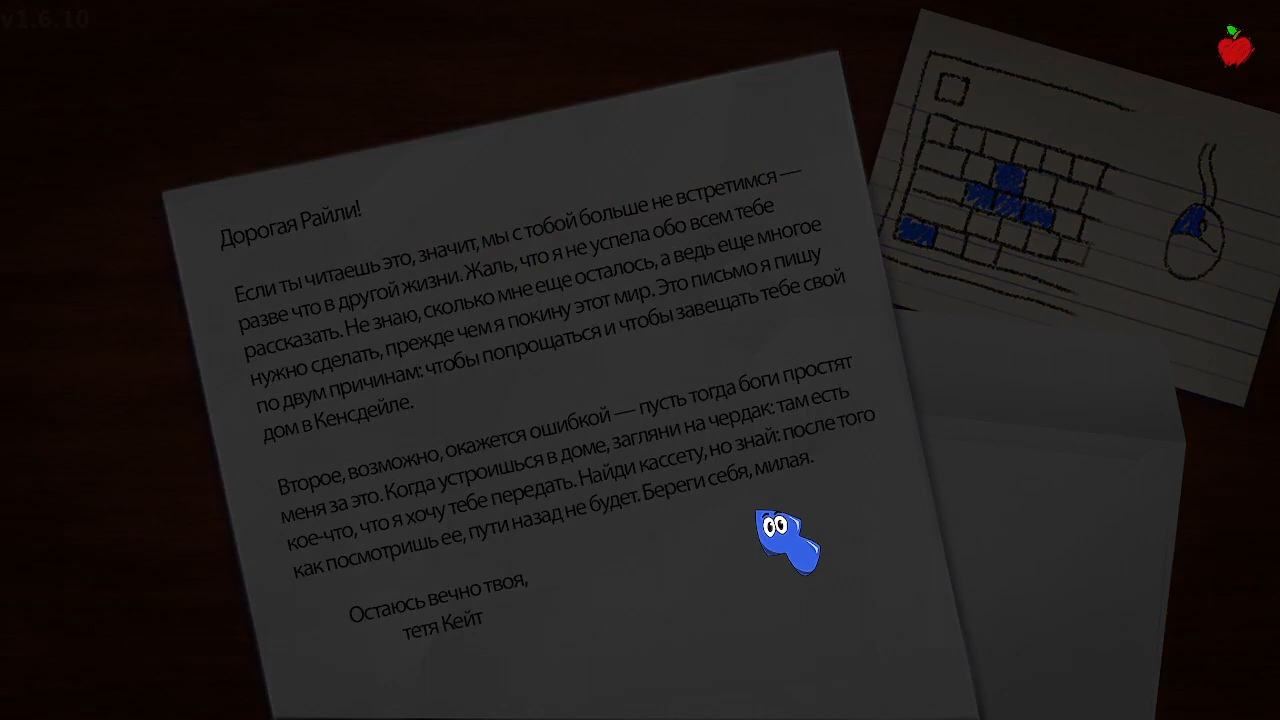 v1.6.10
Дорогая Райли!
Если ты читаешь это, значит, мы с тобой больше не встретимся —
разве что в другой жизни. Жаль, что я не успела обо всем тебе
рассказать. Не знаю, сколько мне еще осталось, а ведь еще многое
нужно сделать, прежде чем я покину этот мир. Это письмо я пишу
по двум причинам: чтобы попрощаться и чтобы завещать тебе свой
дом в Кенсдейле.
Второе, возможно, окажется ошибкой — пусть тогда боги простят
меня за это. Когда устроишься в доме, загляни на чердак: там есть
кое-что, что я хочу тебе передать. Найди кассету, но знай: после того
как посмотришь ее, пути назад не будет. Береги себя, милая.
Остаюсь вечно твоя,
тетя Кейт